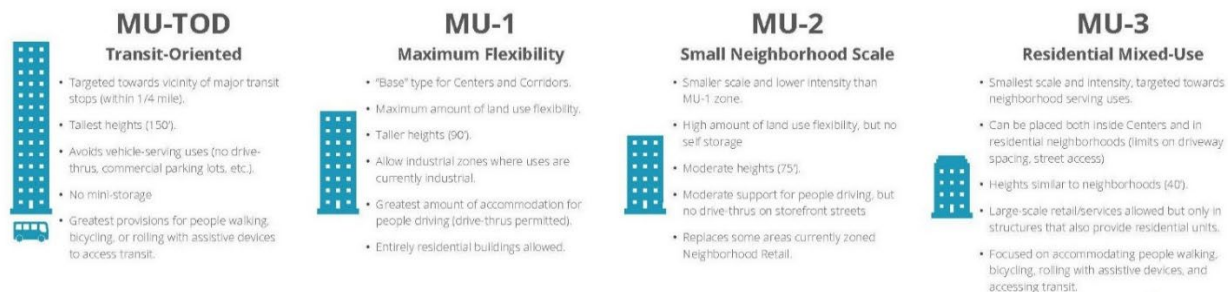 MU-TOD
Transit-Oriented
• Targeted towards vicinity of major transit
stops (within 1/4 mile).
• Tallest heights (150').
• Avoids vehicle-serving uses (no drive-
thrus, commercial parking lots, etc.).
• No mini-storage
• Greatest provisions for people walking,
bicycling, or rolling with assistive devices
to access transit.
MU-1
Maximum Flexibility
• "Base" type for Centers and Corridors.
• Maximum amount of land use flexibility.
• Taller heights (90').
• Allow industrial zones where uses are
currently industrial.
• Greatest amount of accommodation for
people driving (drive-thrus permitted).
• Entirely residential buildings allowed.
MU-2
Small Neighborhood Scale
• Smaller scale and lower intensity than
MU-1 zone.
• High amount of land use flexibility, but no
self storage
• Moderate heights (75').
• Moderate support for people driving, but
no drive-thrus on storefront streets
• Replaces some areas currently zoned
Neighborhood Retail.
MU-3
Residential Mixed-Use
• Smallest scale and intensity, targeted towards
neighborhood serving uses.
• Can be placed both inside Centers and in
residential neighborhoods (limits on driveway
spacing, street access)
• Heights similar to neighborhoods (40').
• Large-scale retail/services allowed but only in
structures that also provide residential units.
• Focused on accommodating people walking,
bicycling, rolling with assistive devices, and
accessing transit.